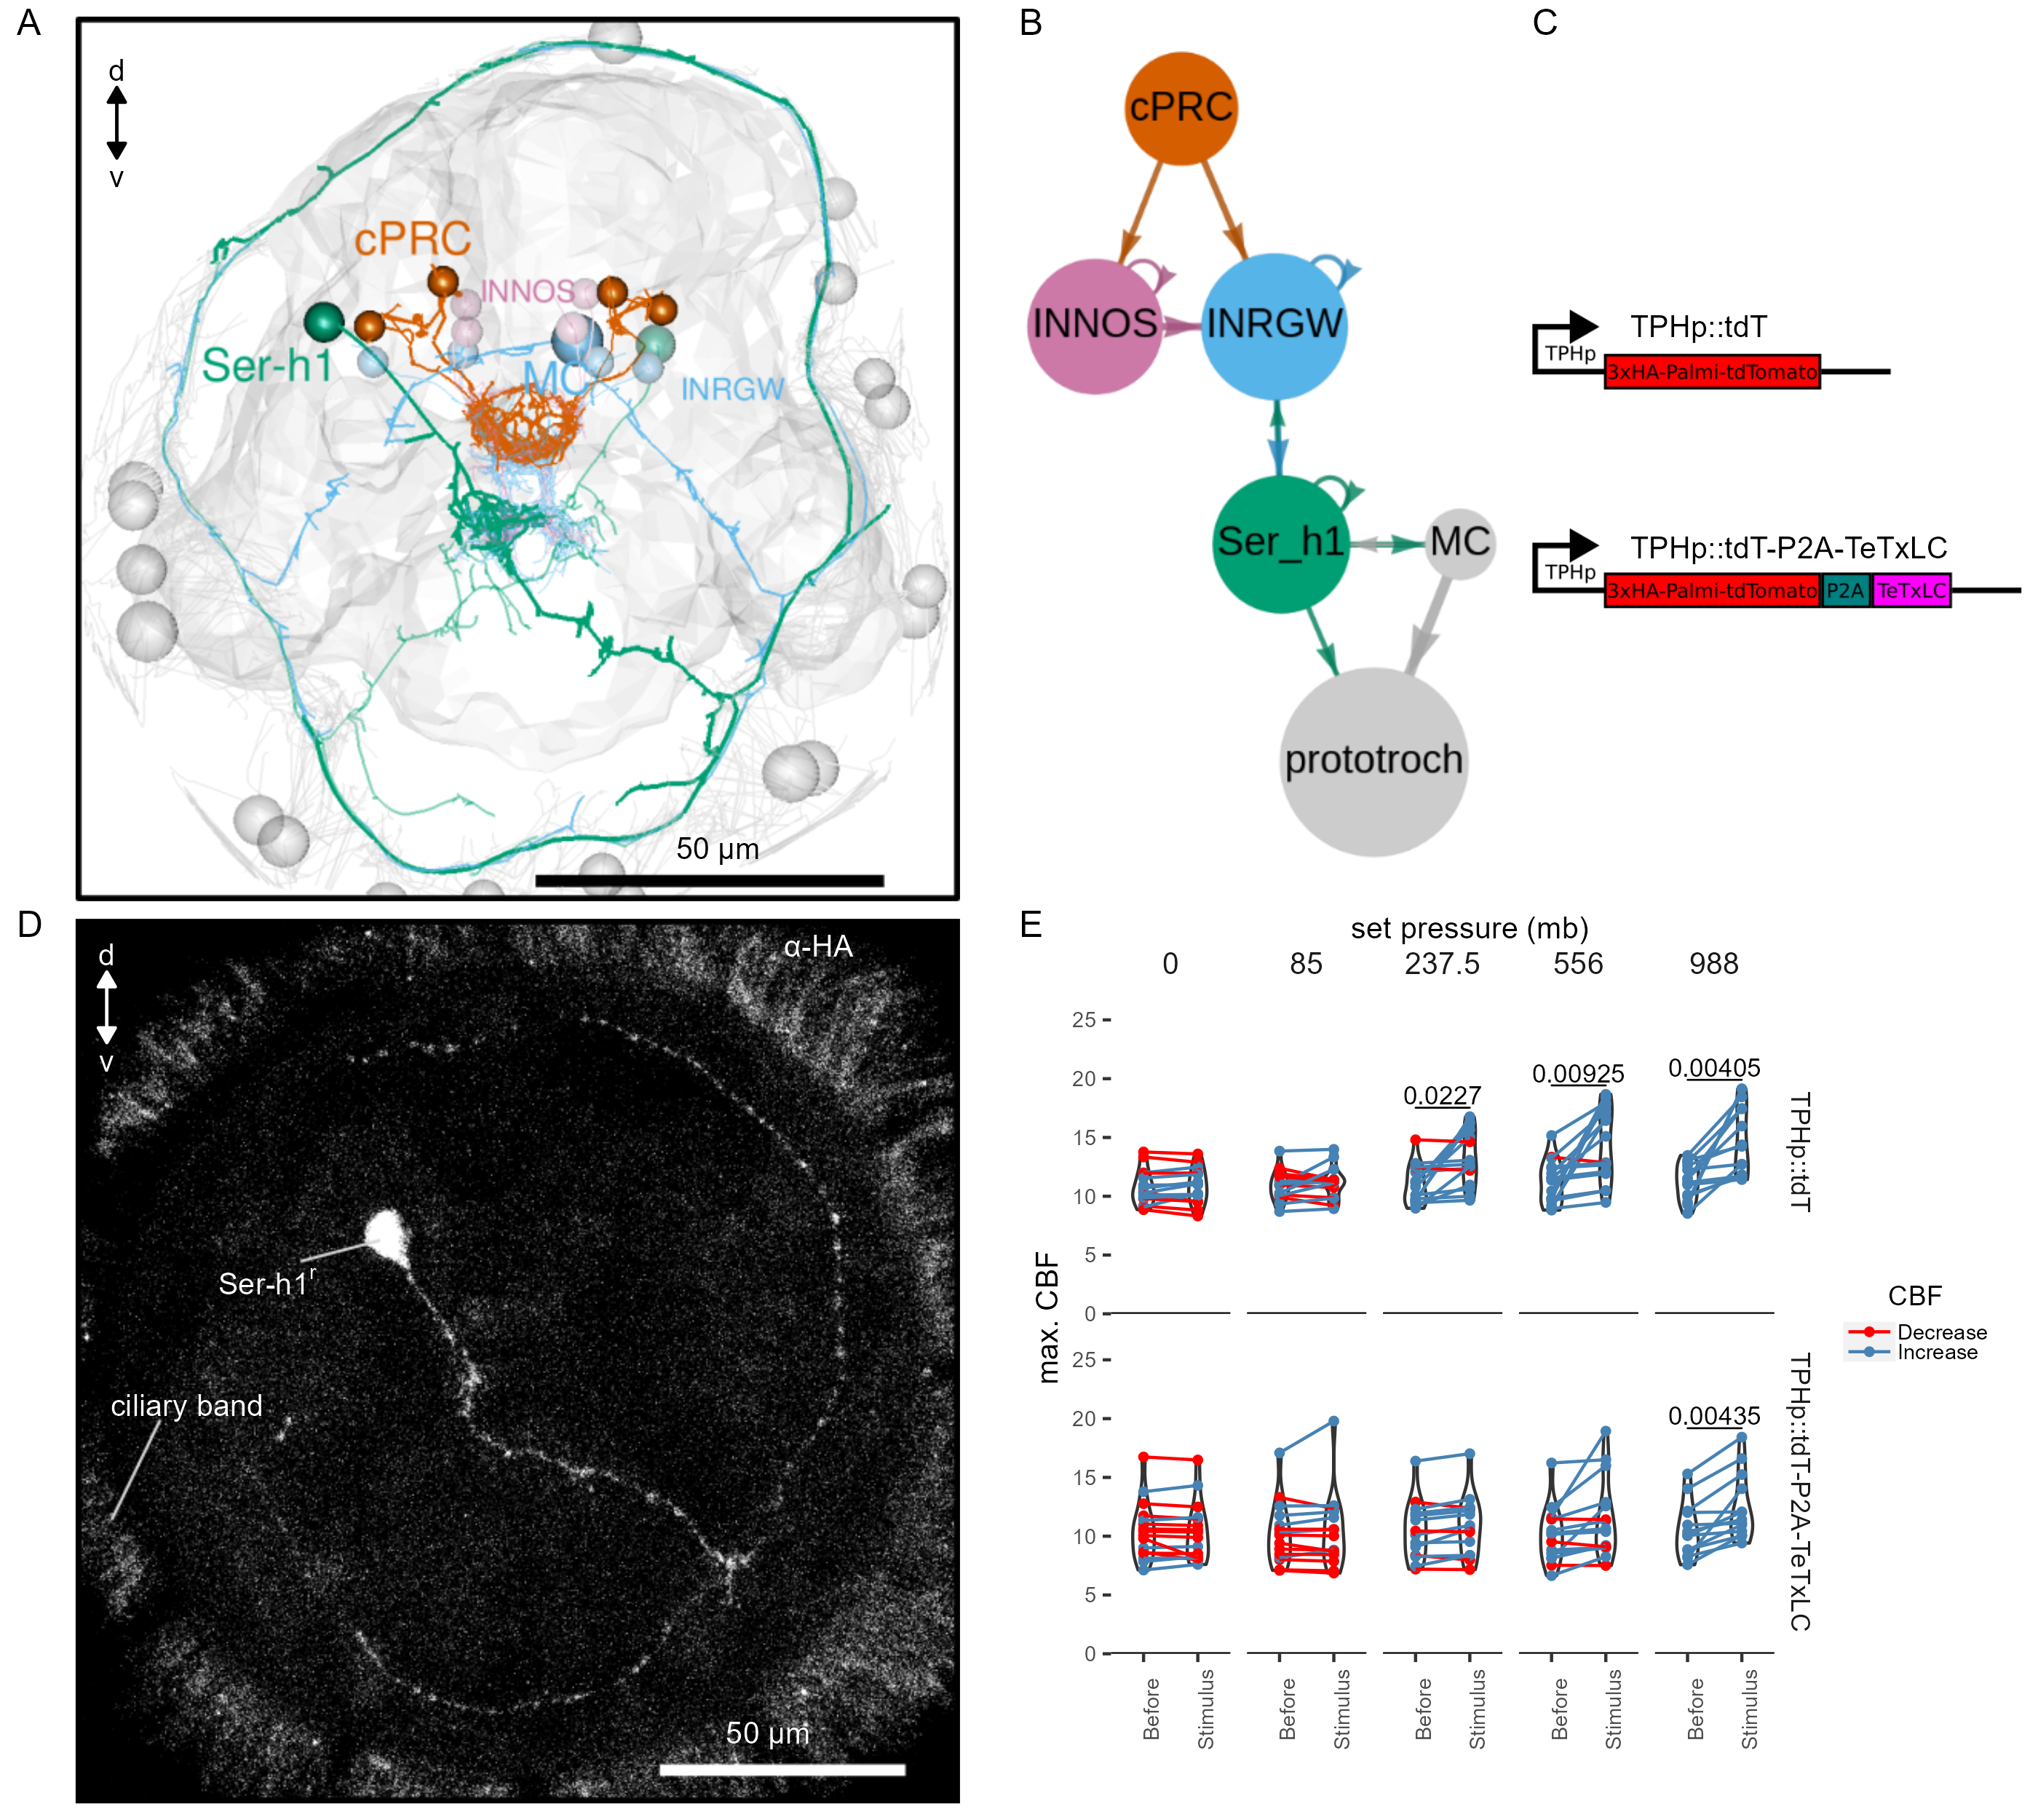 A
d
v
cPRC
INNOS
Ser-h1
MC
INRGW
50 µm
B
cPRC
INNOS
INRGW
Ser_h1
MC
prototroch
C
TPHp::tdT
TPHp
3xHA-Palmi-tdTomato
TPHp::tdT-P2A-TeTxLC
TPHp
3xHA-Palmi-tdTomato P2A TeTxLC
D
d
v
α-HA
Ser-h1r
ciliary band
50 µm
E
set pressure (mb)
0 85 237.5 556 988
max. CBF
25
20
15
10
5
0
0.0227
0.00925
0.00405
TPHp::tdT
25
20
15
10
5
0
0.00435
TPHp::tdT-P2A-TeTxLC
Before Stimulus Before Stimulus Before Stimulus Before Stimulus Before Stimulus
CBF
Decrease
Increase